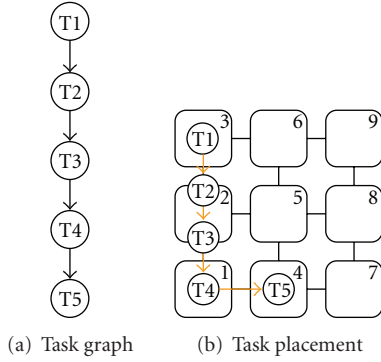 T1
T2
T3
T4
T5
(a) Task graph
3 6 9
T1
T2
2 5 8
T3
1 4 7
T4 T5
(b) Task placement